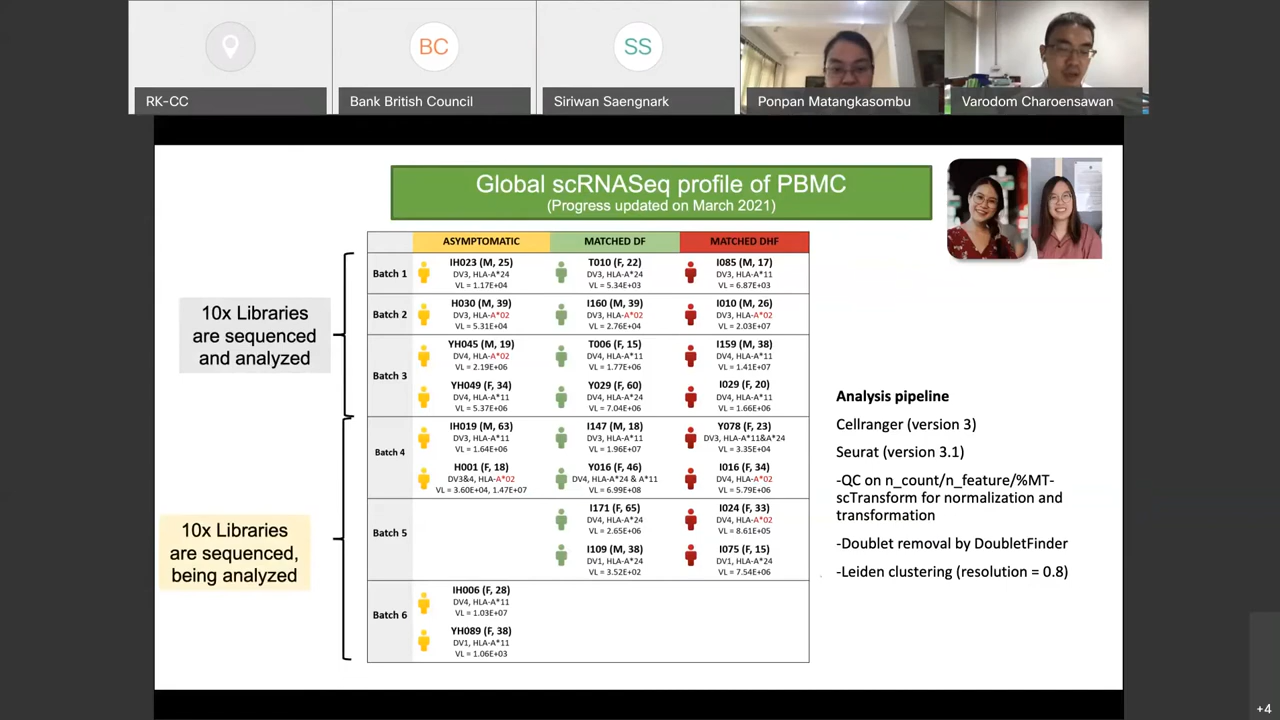 BC
SS
RK-CC
Bank British Council
Siriwan Saengnark
Ponpan Matangkasombu
Varodom Charoensawan
Global scRNASeq profile of PBMC
(Progress updated on March 2021)
ASYMPTOMATIC
MATCHED DF
MATCHED DHF
10x Libraries
are sequenced
and analyzed
Batch 1
IH023 (M, 25)
DV3, HLA-A*24
VL = 1.17E+04
T010 (F, 22)
DV3, HLA-A*24
VL = 5.34E+03
I085 (M, 17)
DV3, HLA-A*11
VL = 6.87E+03
Batch 2
H030 (M, 39)
DV3, HLA-A*02
VL = 5.31E+04
I160 (M, 39)
DV3, HLA-A*02
VL = 2.76E+04
I010 (M, 26)
DV3, HLA-A*02
VL = 2.03E+07
Batch 3
YH045 (M, 19)
DV4, HLA-A*02
VL = 2.19E+06
T006 (F, 15)
DV4, HLA-A*11
VL = 1.77E+06
I159 (M, 38)
DV4, HLA-A*11
VL = 1.41E+07
YH049 (F, 34)
DV4, HLA-A*11
VL = 5.37E+06
Y029 (F, 60)
DV4, HLA-A*24
VL = 7.04E+06
I029 (F, 20)
DV4, HLA-A*11
VL = 1.66E+06
10x Libraries
are sequenced,
being analyzed
Batch 4
IH019 (M, 63)
DV3, HLA-A*11
VL = 1.64E+06
I147 (M, 18)
DV3, HLA-A*11
VL = 1.96E+07
Y078 (F, 23)
DV3, HLA-A*11&A*24
VL = 3.35E+04
H001 (F, 18)
DV3&4, HLA-A*02
VL = 3.60E+04, 1.47E+07
Y016 (F, 46)
DV4, HLA-A*24 & A*11
VL = 6.99E+08
I016 (F, 34)
DV4, HLA-A*02
VL = 5.79E+06
Batch 5
I171 (F, 65)
DV4, HLA-A*24
VL = 2.65E+06
I024 (F, 33)
DV4, HLA-A*02
VL = 8.61E+05
I109 (M, 38)
DV1, HLA-A*24
VL = 3.52E+02
I075 (F, 15)
DV1, HLA-A*24
VL = 7.54E+06
Batch 6
IH006 (F, 28)
DV4, HLA-A*11
VL = 1.03E+07
YH089 (F, 38)
DV1, HLA-A*11
VL = 1.06E+03
Analysis pipeline
Cellranger (version 3)
Seurat (version 3.1)
-QC on n_count/n_feature/%MT-
scTransform for normalization and
transformation
-Doublet removal by DoubletFinder
-Leiden clustering (resolution = 0.8)
+4